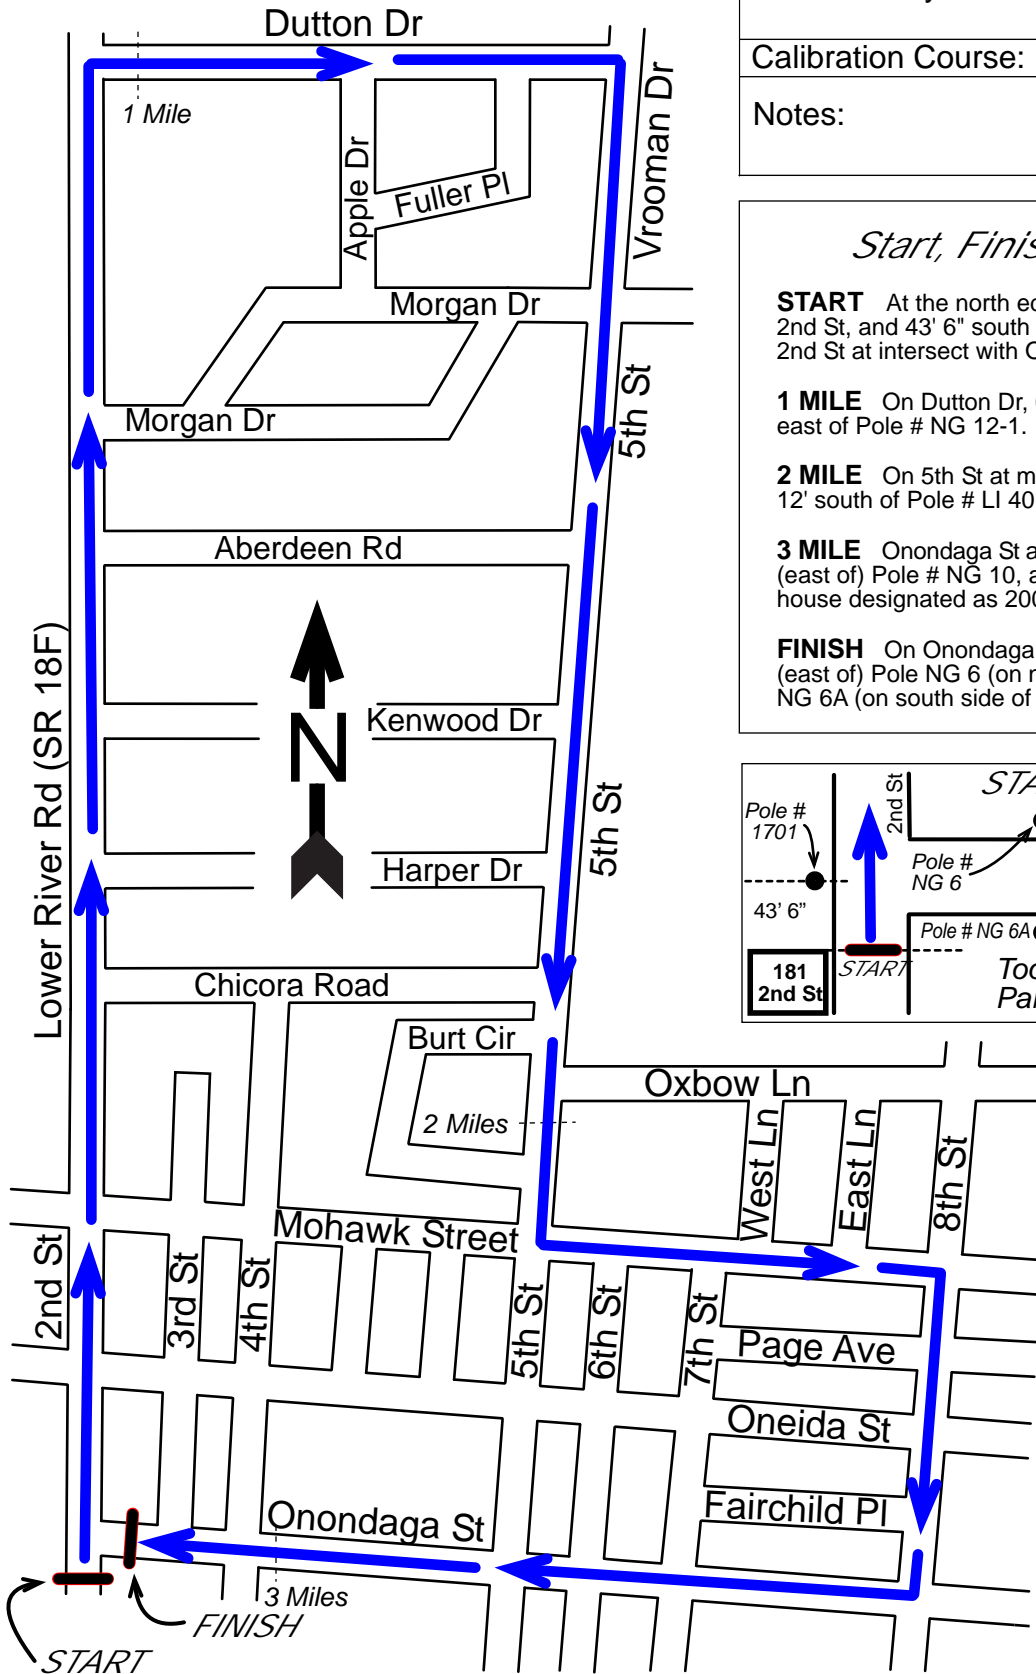 Dutton Dr
Calibration Course:
Notes:
1 Mile
Apple Dr
Fuller Pl
Vrooman Dr
Morgan Dr
Morgan Dr
5th St
Aberdeen Rd
Lower River Rd (SR 18F)
N
Kenwood Dr
5th St
Harper Dr
Chicora Road
Burt Cir
Oxbow Ln
2 Miles
West Ln
East Ln
8th St
Mohawk Street
2nd St
3rd St
4th St
5th St
6th St
7th St
Page Ave
Oneida St
Fairchild Pl
Onondaga St
3 Miles
FINISH
START
Start, Finis
START At the north ed
2nd St, and 43' 6" south
2nd St at intersect with O
1 MILE On Dutton Dr,
east of Pole # NG 12-1.
2 MILE On 5th St at m
12' south of Pole # LI 40
3 MILE Onondaga St a
(east of) Pole # NG 10, a
house designated as 200
FINISH On Onondaga
(east of) Pole NG 6 (on n
NG 6A (on south side of
STA
Pole #
1701
2nd St
Pole #
NG 6
43' 6”
Pole # NG 6A
START
181
2nd St
Too
Pa